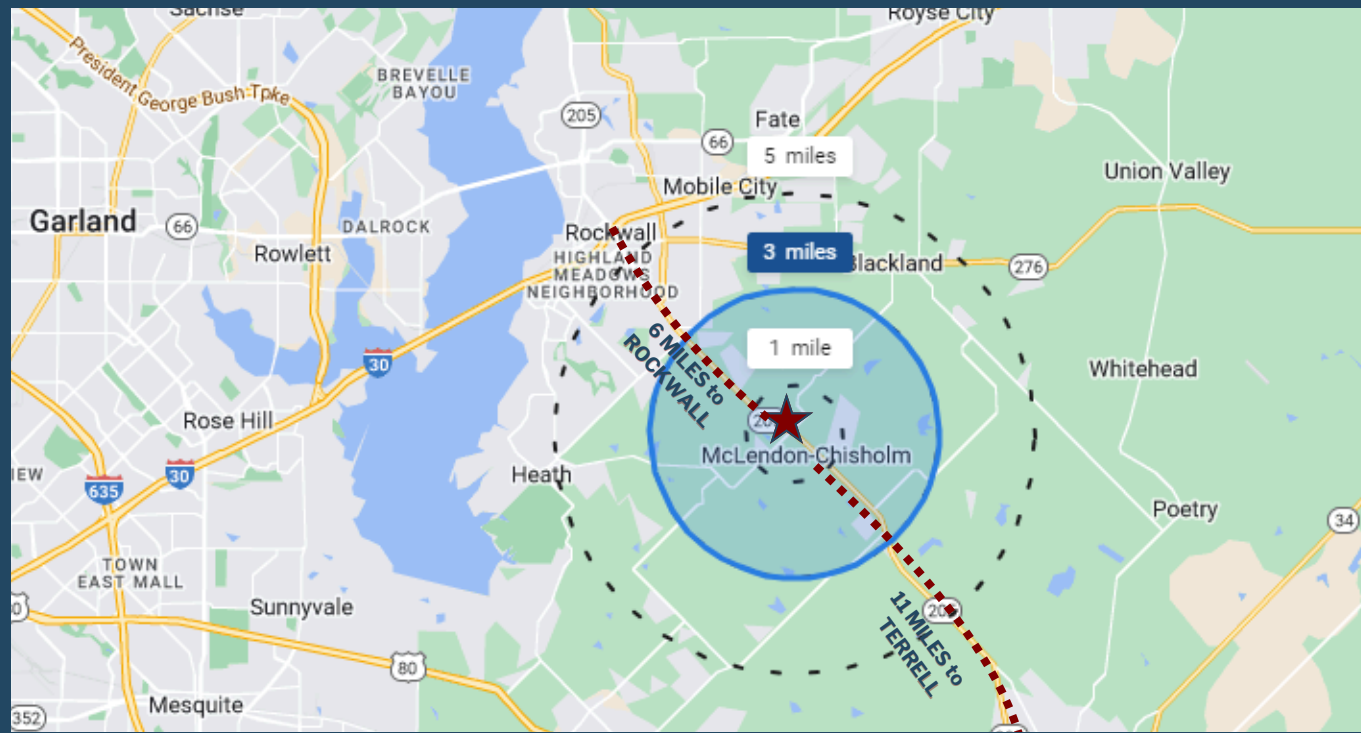 Sachse
Royse City
President George Bush Tpke
BREVELLE
BAYOU
205
Fate
66
5 miles
Union Valley
Mobile City
Garland
66
DALROCK
Rockwall
Rowlett
3 miles
Blackland
276
HIGHLAND
MEADOWS
NEIGHBORHOOD
6 MILES to
ROCKWALL
1 mile
30
Whitehead
Rose Hill
McLendon-Chisholm
Heath
IEW
30
635
Poetry
34
TOWN
EAST MALL
Sunnyvale
11 MILES to
TERRELL
80
Mesquite
352